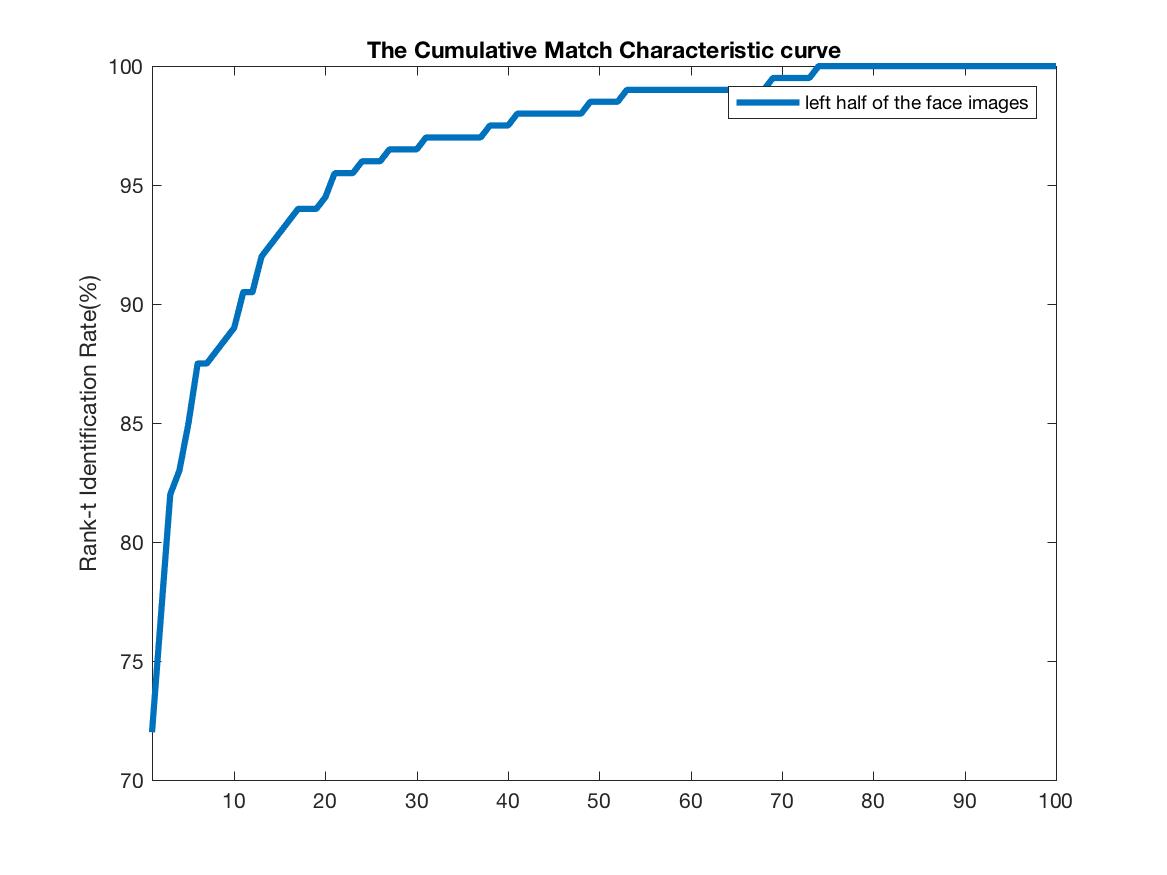 The Cumulative Match Characteristic curve
left half of the face images
Rank-t Identification Rate(%)
100
95
90
85
80
75
70
10 20 30 40 50 60 70 80 90 100